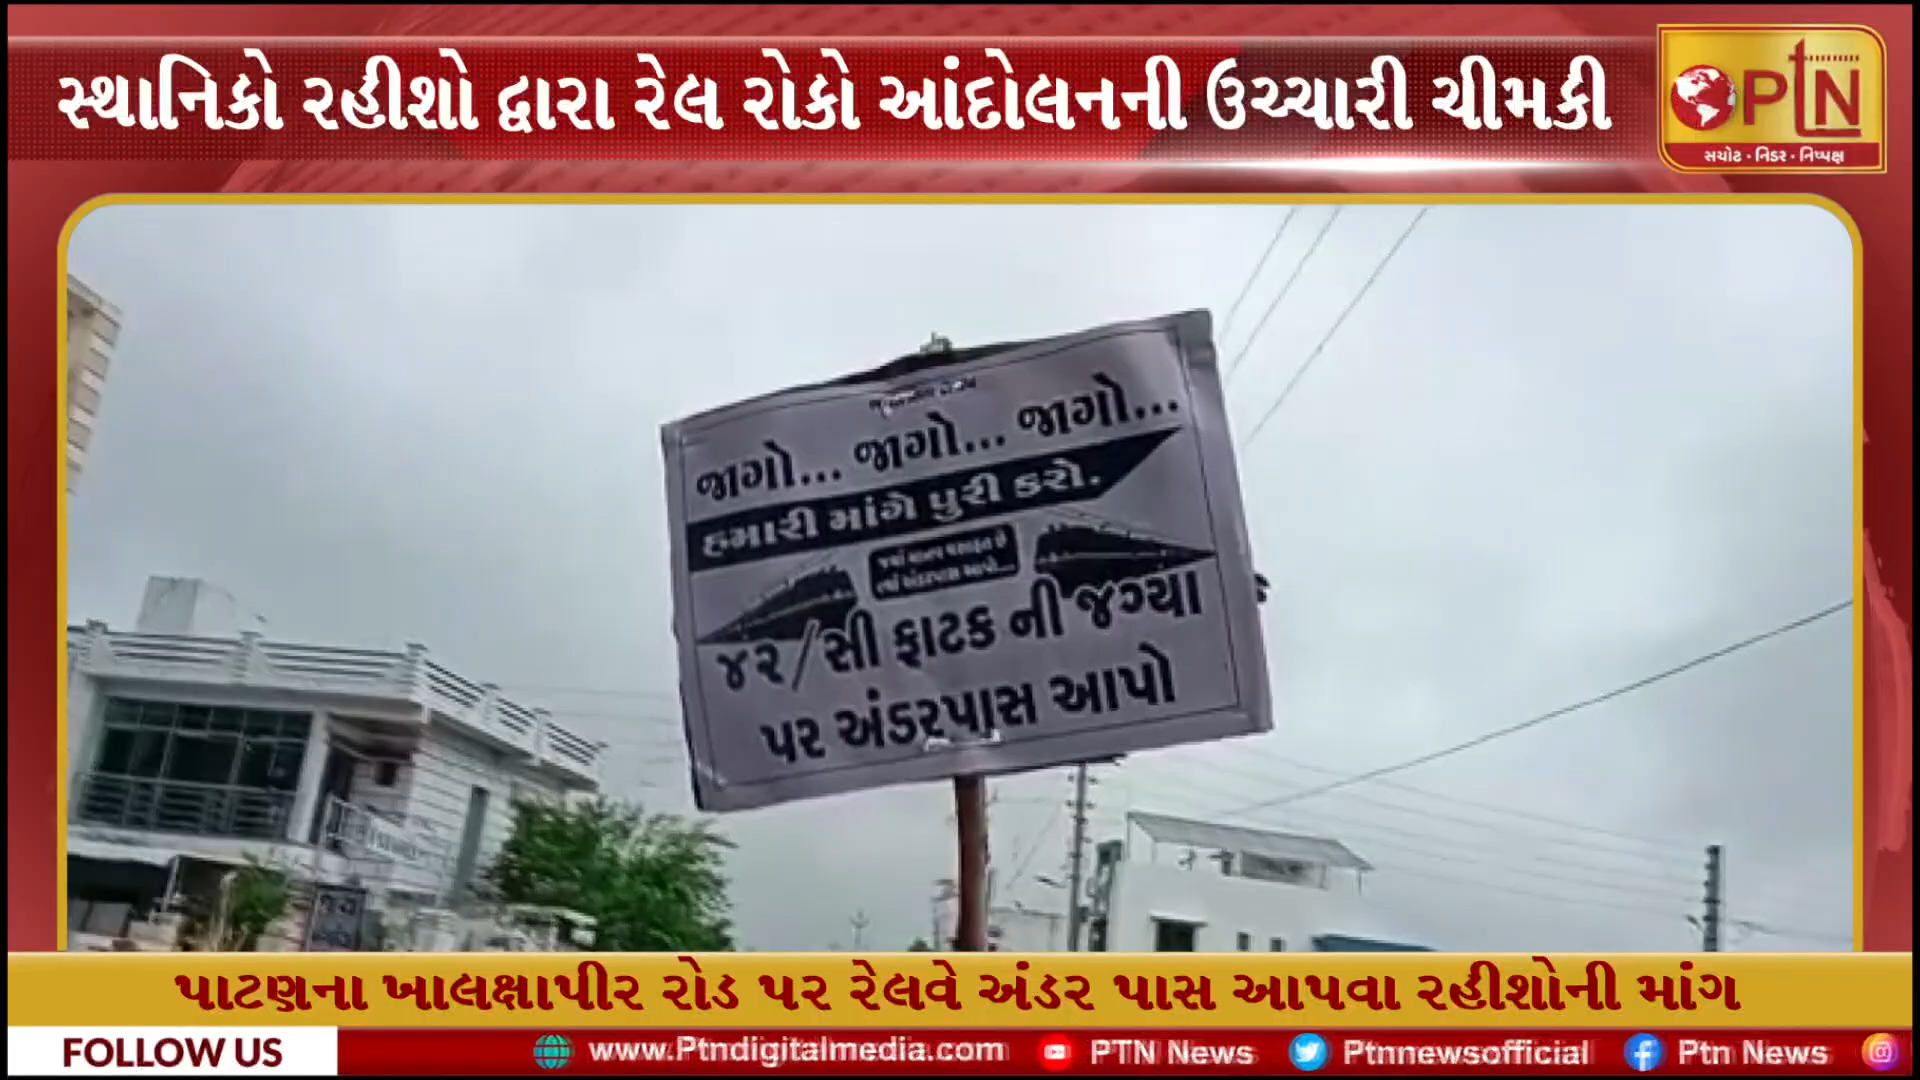 સ્થાનિકો રહીશો દ્વારા રેલ રોકો આંદોલનની ઉચ્ચારી ચીમકી
PTN
સચોટ · નિડર · નિષ્પક્ષ
જાગો... જાગો... જાગો...
હમારી માંગે પુરી કરો.
૪૨/સી ફાટક ની જગ્યા
પર અંડરપાસ આપો
પાટણના ખાલક્ષાપીર રોડ પર રેલવે અંડર પાસ આપવા રહીશોની માંગ
FOLLOW US
www.Ptndigitalmedia.com
PTN News
Ptnnewsofficial
Ptn News